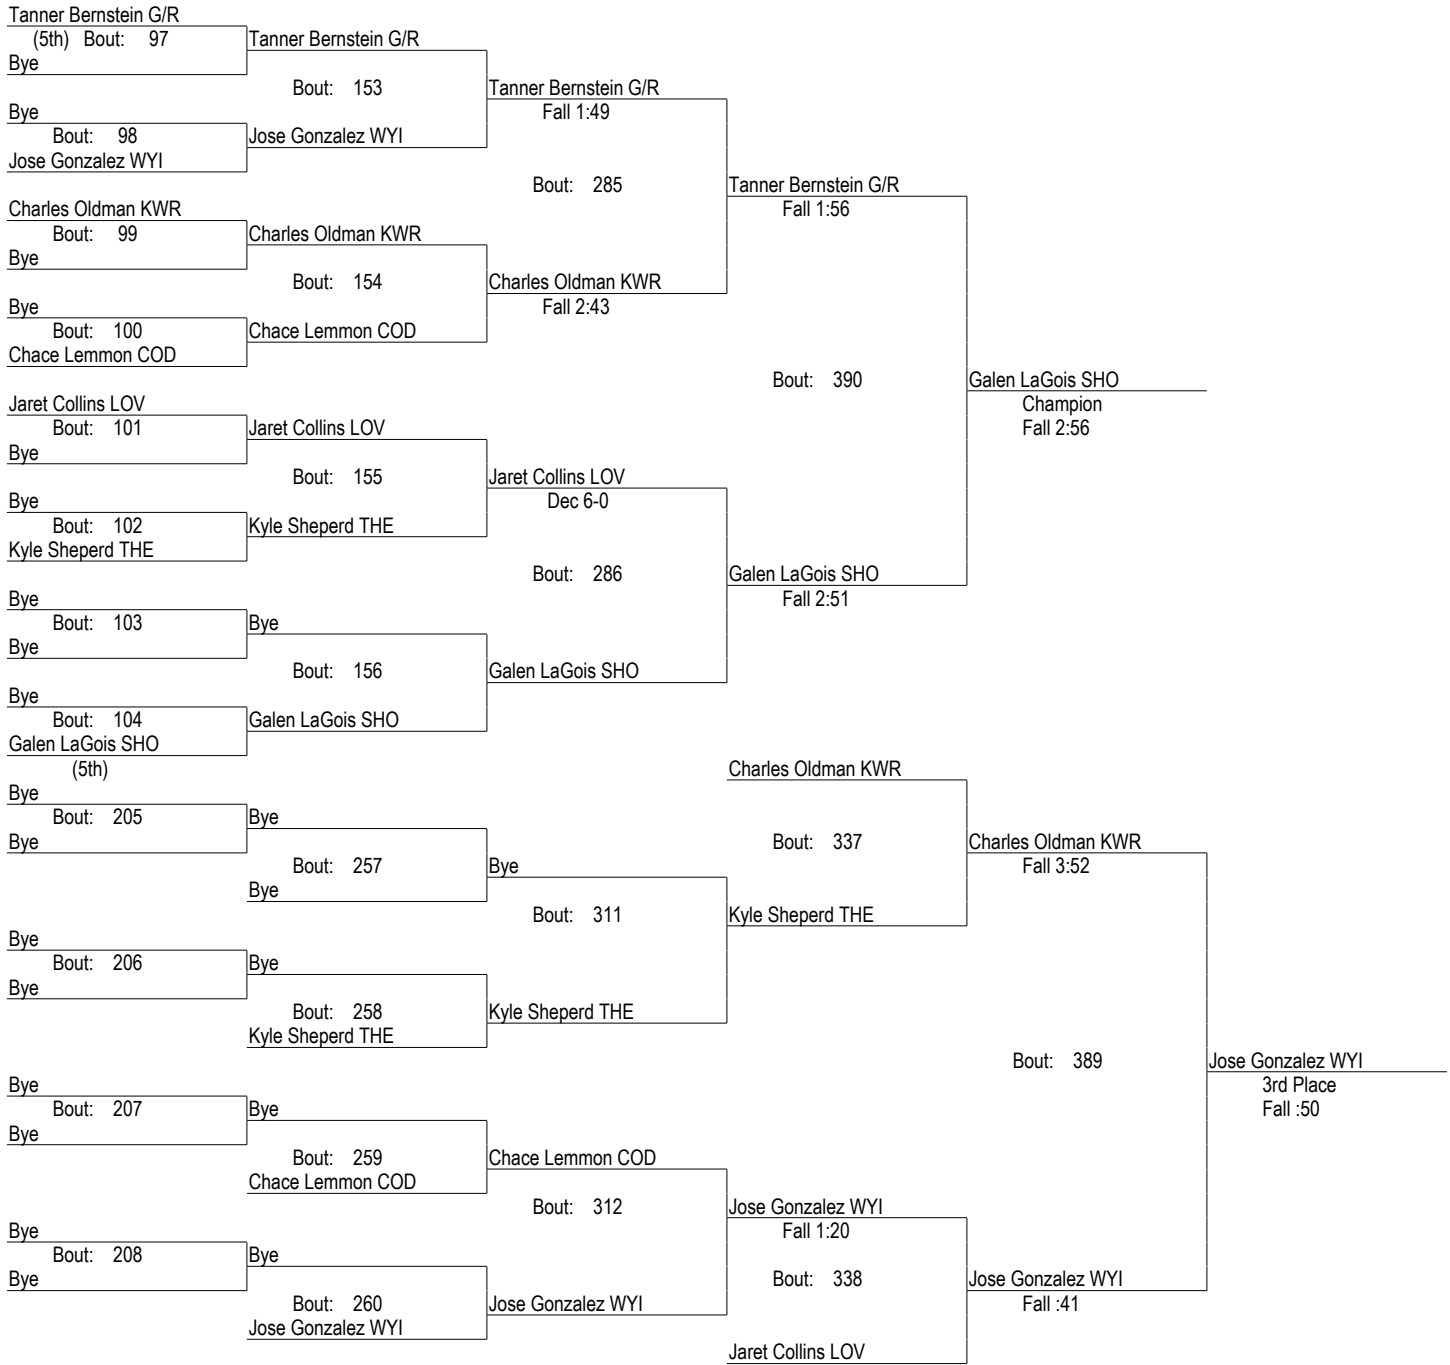 Tanner Bernstein G/R
(5th) Bout: 97
Bye
Tanner Bernstein G/R
Bout: 153
Tanner Bernstein G/R
Fall 1:49
Bye
Bout: 98
Jose Gonzalez WYI
Jose Gonzalez WYI
Bout: 285
Tanner Bernstein G/R
Fall 1:56
Charles Oldman KWR
Bout: 99
Bye
Charles Oldman KWR
Bout: 154
Charles Oldman KWR
Fall 2:43
Bye
Bout: 100
Chace Lemmon COD
Chace Lemmon COD
Bout: 390
Galen LaGois SHO
Champion
Fall 2:56
Jaret Collins LOV
Bout: 101
Bye
Jaret Collins LOV
Bout: 155
Jaret Collins LOV
Dec 6-0
Bye
Bout: 102
Kyle Sheperd THE
Kyle Sheperd THE
Bout: 286
Galen LaGois SHO
Fall 2:51
Bye
Bout: 103
Bye
Bye
Bout: 156
Galen LaGois SHO
Bye
Bout: 104
Galen LaGois SHO
(5th)
Galen LaGois SHO
Charles Oldman KWR
Bye
Bout: 205
Bye
Bye
Bout: 257
Bye
Bye
Bout: 337
Charles Oldman KWR
Fall 3:52
Bout: 311
Kyle Sheperd THE
Bye
Bout: 206
Bye
Bye
Bout: 258
Kyle Sheperd THE
Kyle Sheperd THE
Bout: 389
Jose Gonzalez WYI
3rd Place
Fall :50
Bye
Bout: 207
Bye
Bye
Bout: 259
Chace Lemmon COD
Chace Lemmon COD
Bout: 312
Jose Gonzalez WYI
Fall 1:20
Bye
Bout: 208
Bye
Bye
Bout: 260
Jose Gonzalez WYI
Jose Gonzalez WYI
Bout: 338
Jose Gonzalez WYI
Fall :41
Jaret Collins LOV